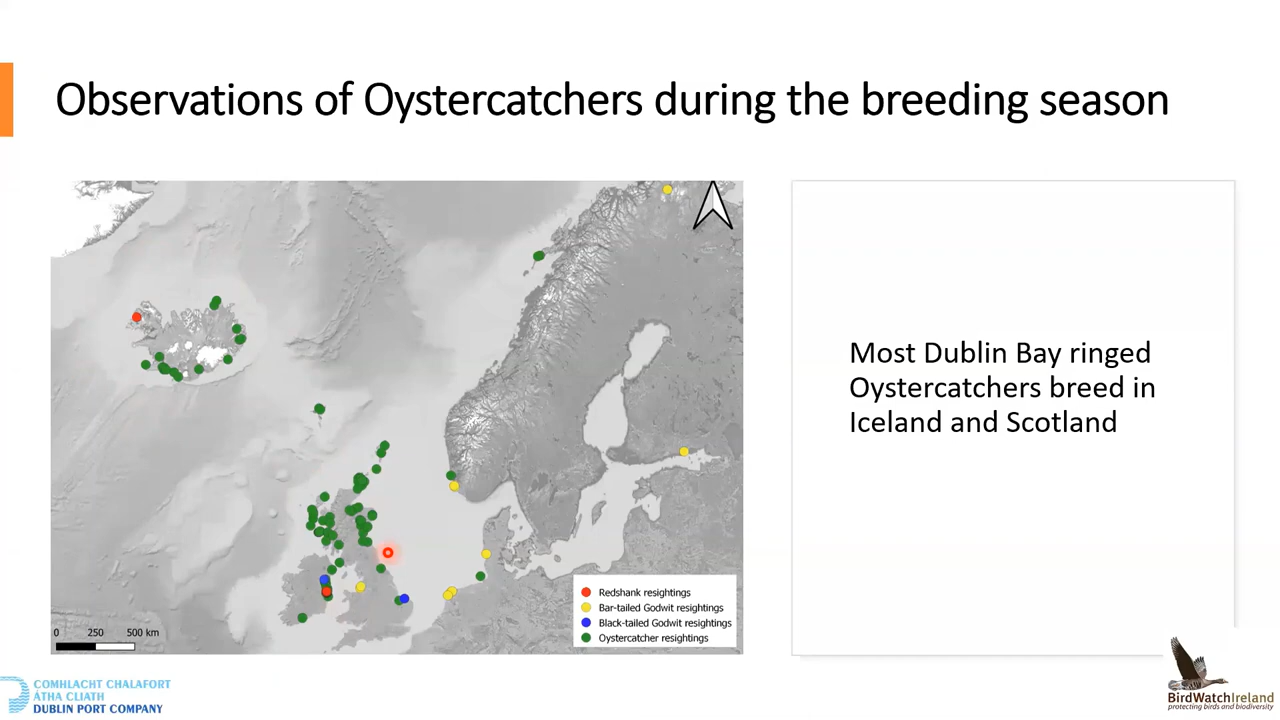 Observations of Oystercatchers during the breeding season
Most Dublin Bay ringed
Oystercatchers breed in
Iceland and Scotland
Redshank resightings
Bar-tailed Godwit resightings
Black-tailed Godwit resightings
Oystercatcher resightings
0 250 500 km
COMHLACHT CHALAFORT
ÁTHA CLIATH
DUBLIN PORT COMPANY
BirdWatchIreland
protecting birds and biodiversity